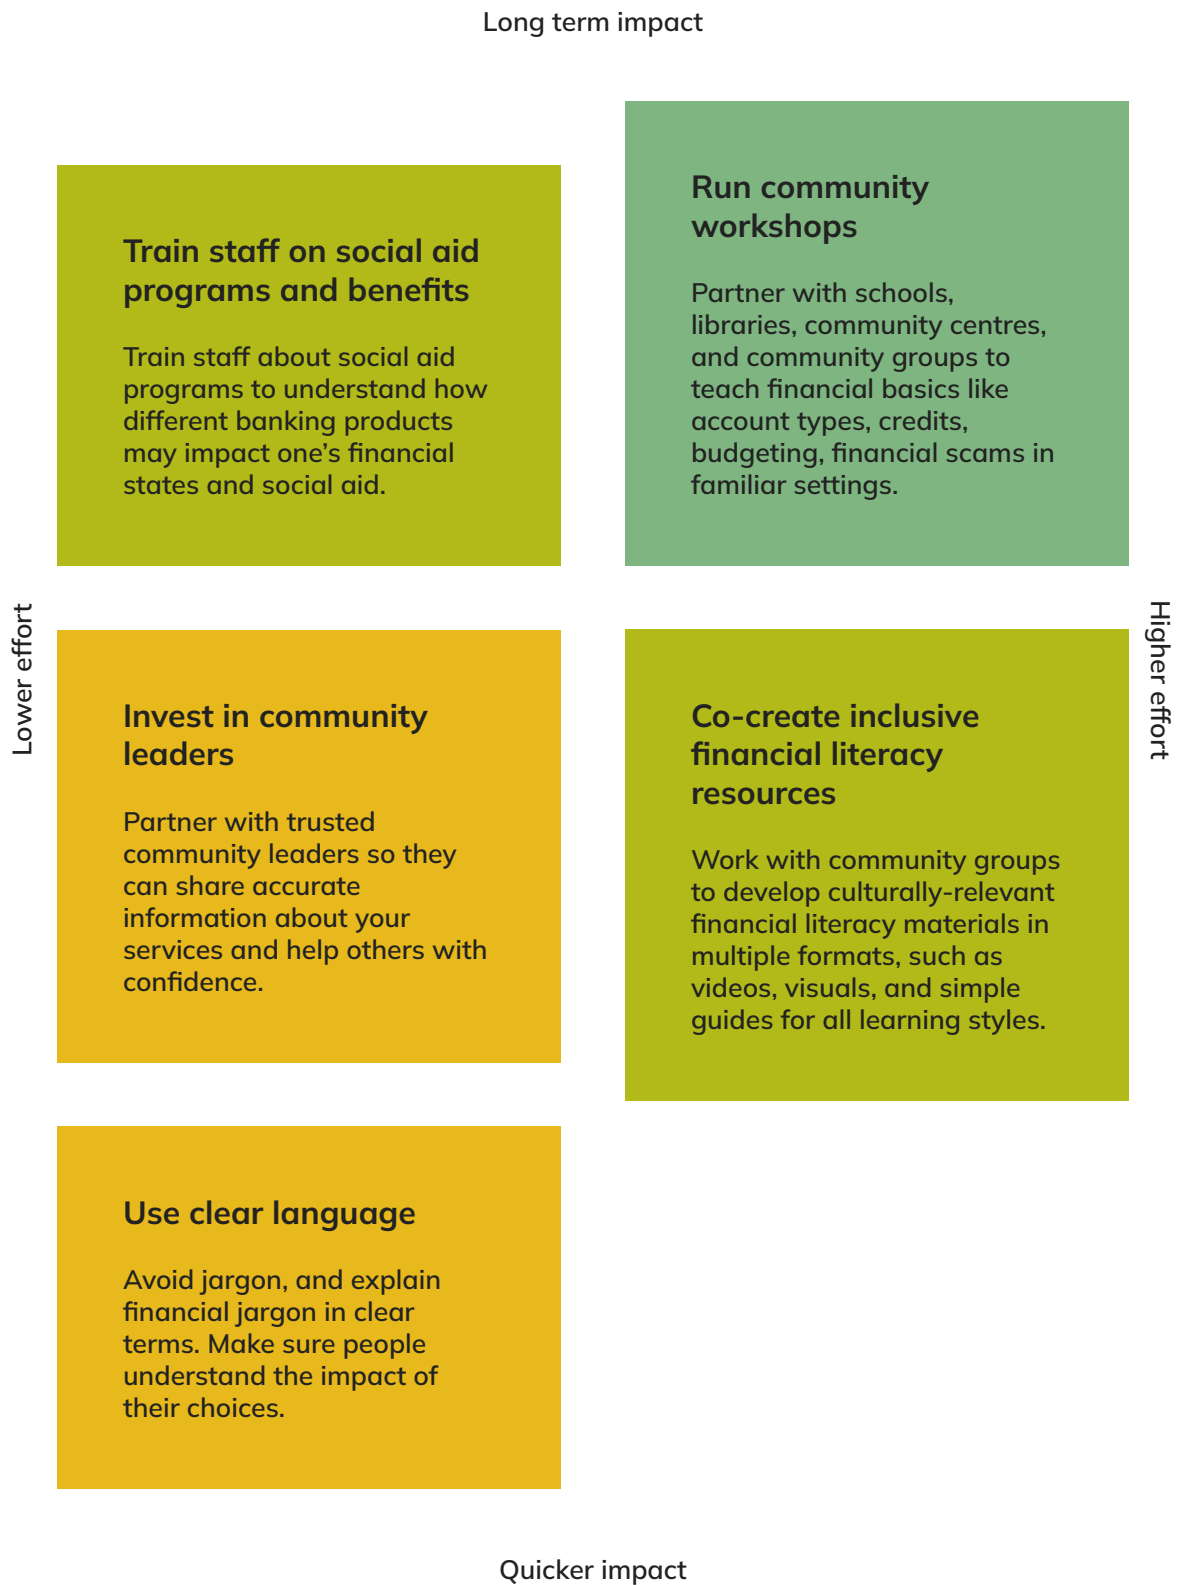 Long term impact
Train staff on social aid
programs and benefits
Train staff about social aid
programs to understand how
different banking products
may impact one’s financial
states and social aid.
Run community
workshops
Partner with schools,
libraries, community centres,
and community groups to
teach financial basics like
account types, credits,
budgeting, financial scams in
familiar settings.
Lower effort
Higher effort
Invest in community
leaders
Partner with trusted
community leaders so they
can share accurate
information about your
services and help others with
confidence.
Co-create inclusive
financial literacy
resources
Work with community groups
to develop culturally-relevant
financial literacy materials in
multiple formats, such as
videos, visuals, and simple
guides for all learning styles.
Use clear language
Avoid jargon, and explain
financial jargon in clear
terms. Make sure people
understand the impact of
their choices.
Quicker impact